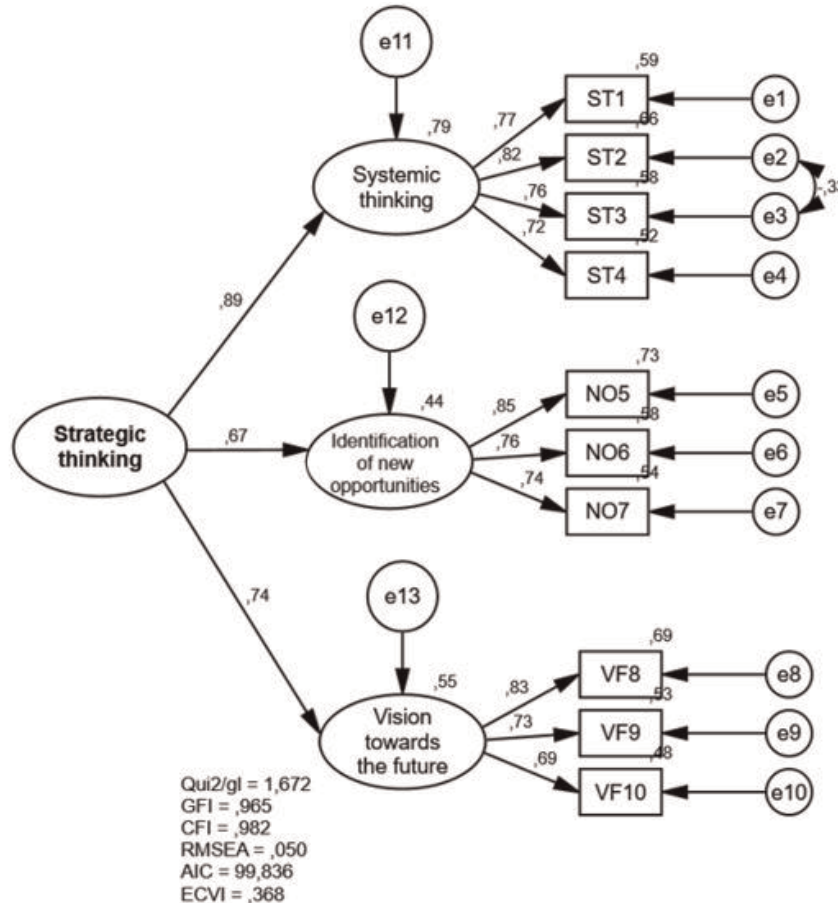 e11
,79
Systemic
thinking
,77
,82
,76
,72
,59
ST1
e1
,66
ST2
e2
,58
ST3
e3
,52
ST4
e4
,89
e12
,44
Identification
of new
opportunities
,85
,76
,74
,73
NO5
e5
,58
NO6
e6
,54
NO7
e7
Strategic
thinking
,67
,74
e13
,55
Vision
towards
the future
,83
,73
,69
,69
VF8
e8
,53
VF9
e9
,48
VF10
e10
Qui2/gl = 1,672
GFI = ,965
CFI = ,982
RMSEA = ,050
AIC = 99,836
ECVI = ,368